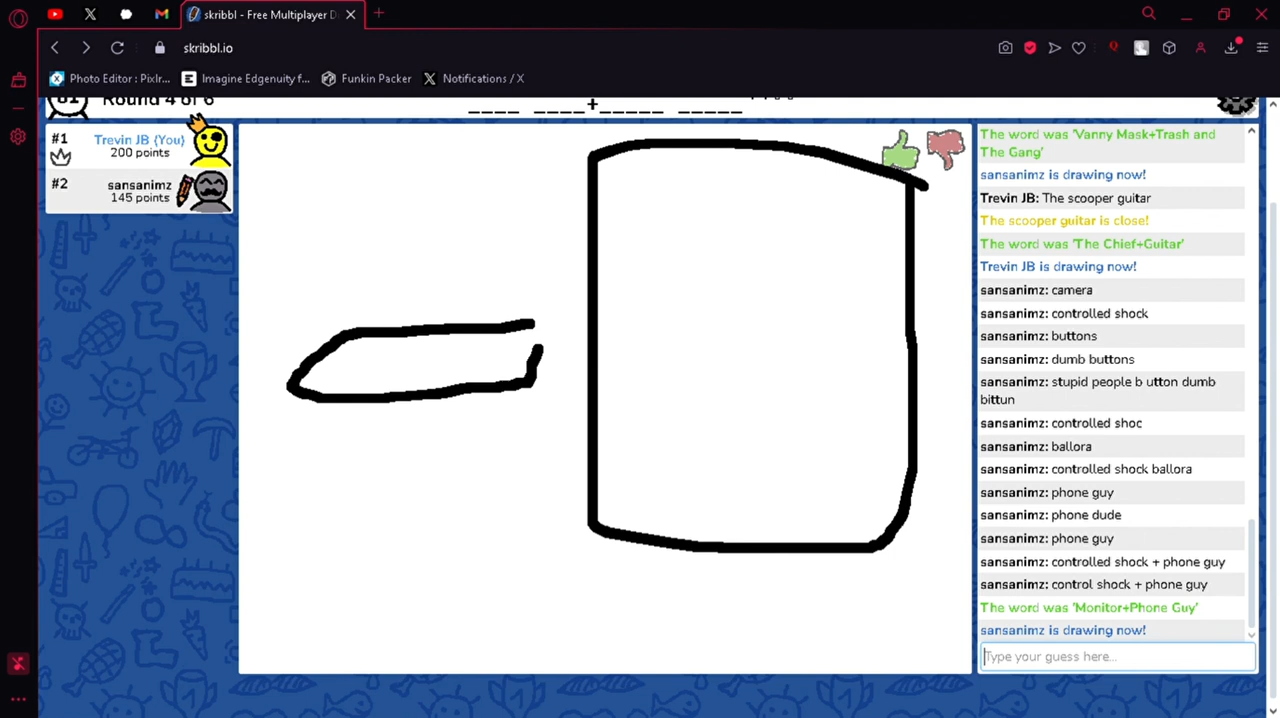 skribbl - Free Multiplayer D
skribbl.io
Photo Editor : Pixlr...
Imagine Edgenuity f...
Funkin Packer
Notifications / X
81
Round 4 of 6
____ ____+_____ _____
#1
Trevin JB {You}
200 points
#2
sansanimz
145 points
The word was 'Vanny Mask+Trash and
The Gang'
sansanimz is drawing now!
Trevin JB: The scooper guitar
The scooper guitar is close!
The word was 'The Chief+Guitar'
Trevin JB is drawing now!
sansanimz: camera
sansanimz: controlled shock
sansanimz: buttons
sansanimz: dumb buttons
sansanimz: stupid people b utton dumb
bittun
sansanimz: controlled shoc
sansanimz: ballora
sansanimz: controlled shock ballora
sansanimz: phone guy
sansanimz: phone dude
sansanimz: phone guy
sansanimz: controlled shock + phone guy
sansanimz: control shock + phone guy
The word was 'Monitor+Phone Guy'
sansanimz is drawing now!
Type your guess here...